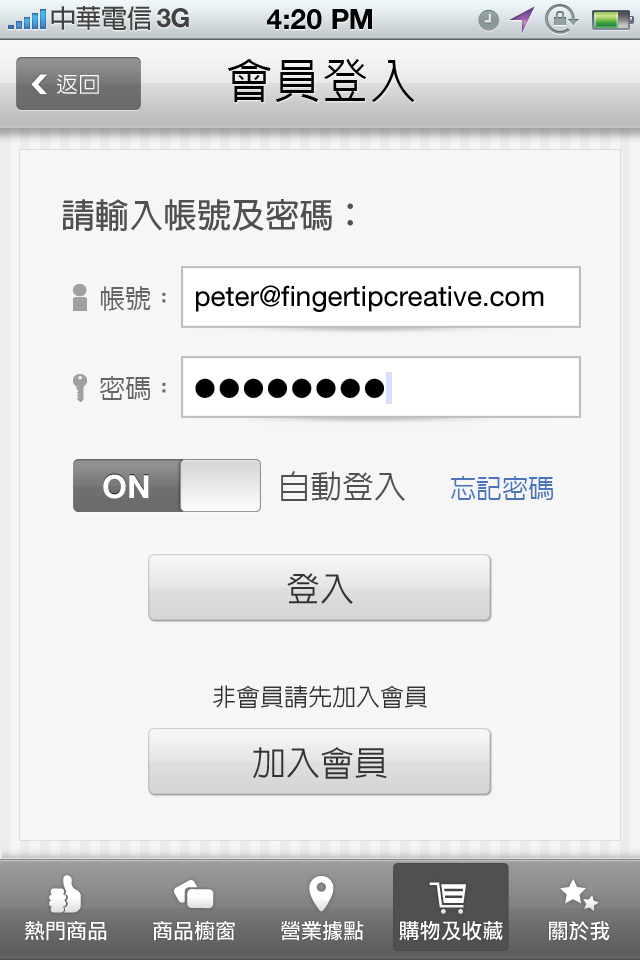 中華電信 3G 4:20 PM
返回 會員登入
請輸入帳號及密碼：
帳號： peter@fingertipcreative.com
密碼： ●●●●●●●●
ON 自動登入 忘記密碼
登入
非會員請先加入會員
加入會員
熱門商品 商品櫥窗 營業據點 購物及收藏 關於我